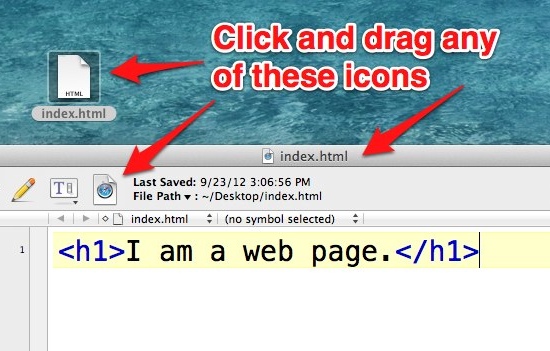 Click and drag any
of these icons
HTML
index.html
index.html
Last Saved: 9/23/12 3:06:56 PM
File Path ▾ : ~/Desktop/index.html
T
index.html
(no symbol selected)
1
<h1>I am a web page.</h1>